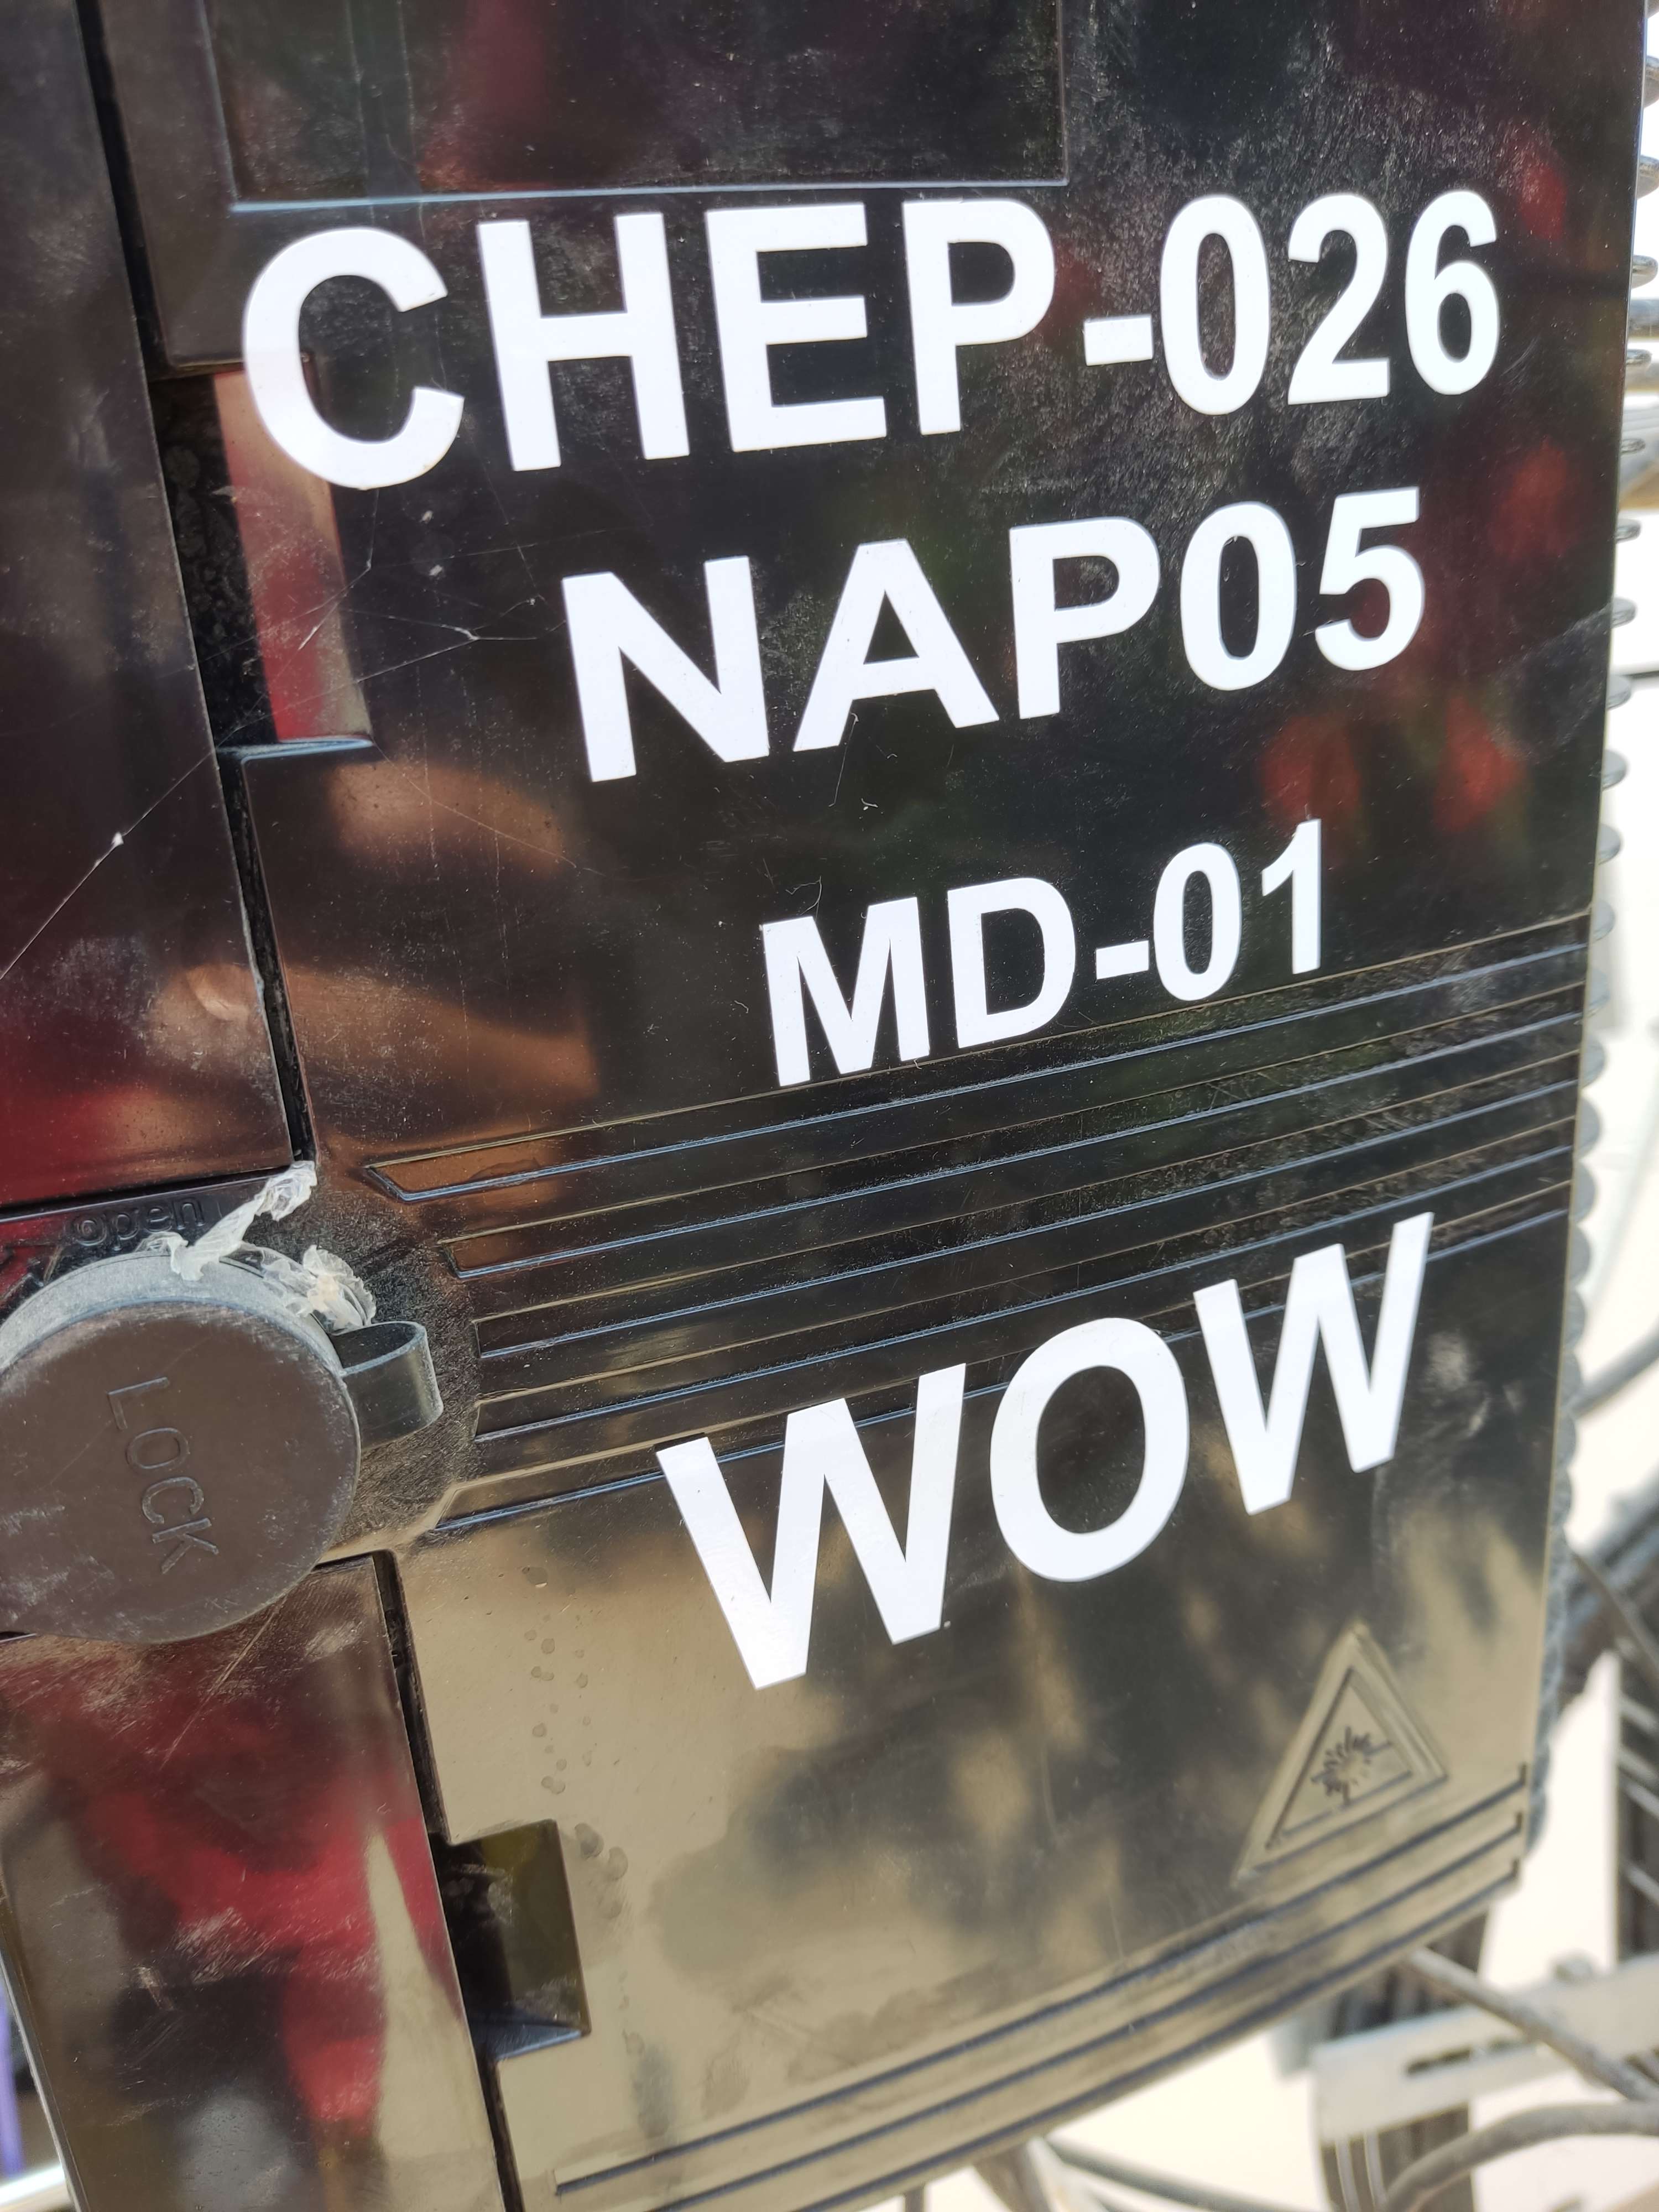 CHEP-026
NAP05
MD-01
open
LOCK
WOW